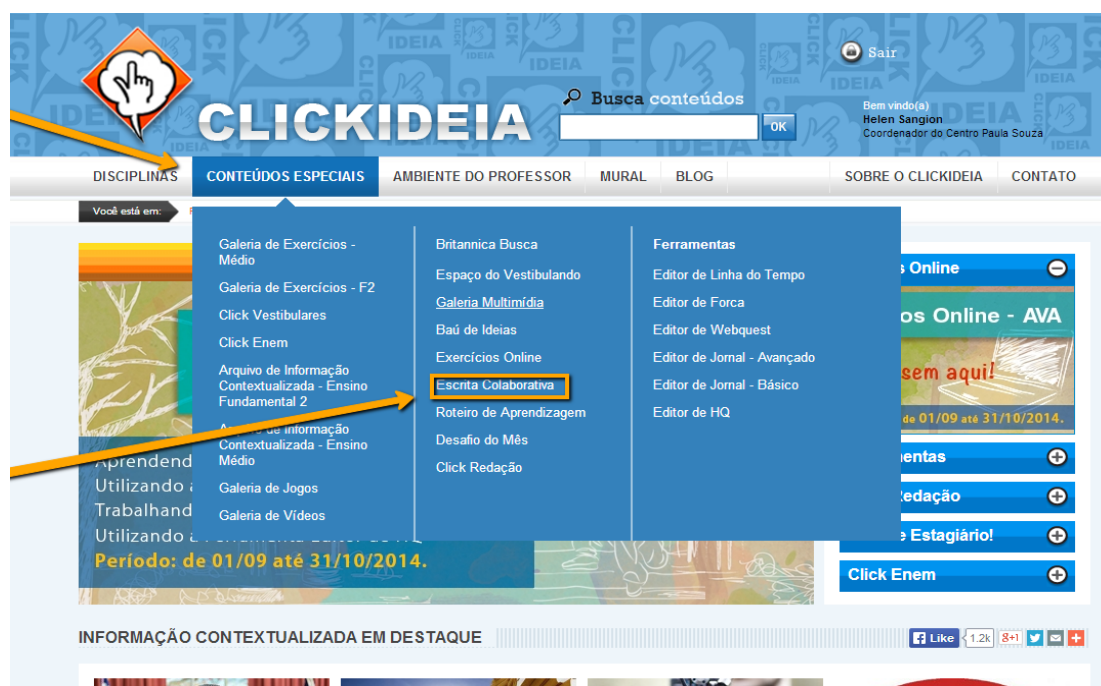 Sair
Busca conteúdos
CLICKIDEIA
OK
Bem vindo(a)
Helen Sangion
Coordenador do Centro Paula Souza
DISCIPLINAS
CONTEÚDOS ESPECIAIS
AMBIENTE DO PROFESSOR
MURAL
BLOG
SOBRE O CLICKIDEIA
CONTATO
Você está em:
Galeria de Exercícios -
Médio
Galeria de Exercícios - F2
Click Vestibulares
Click Enem
Arquivo de Informação
Contextualizada - Ensino
Fundamental 2
Arquivo de Informação
Contextualizada - Ensino
Médio
Galeria de Jogos
Galeria de Vídeos
Britannica Busca
Espaço do Vestibulando
Galeria Multimídia
Baú de Ideias
Exercícios Online
Escrita Colaborativa
Roteiro de Aprendizagem
Desafio do Mês
Click Redação
Ferramentas
Editor de Linha do Tempo
Editor de Forca
Editor de Webquest
Editor de Jornal - Avançado
Editor de Jornal - Básico
Editor de HQ
Online
os Online - AVA
sem aqui!
de 01/09 até 31/10/2014.
entas
edação
e Estagiário!
Click Enem
Aprendend
Utilizando
Trabalhand
Utilizando
Período: de 01/09 até 31/10/2014.
INFORMAÇÃO CONTEXTUALIZADA EM DESTAQUE
Like
1.2k
g+1